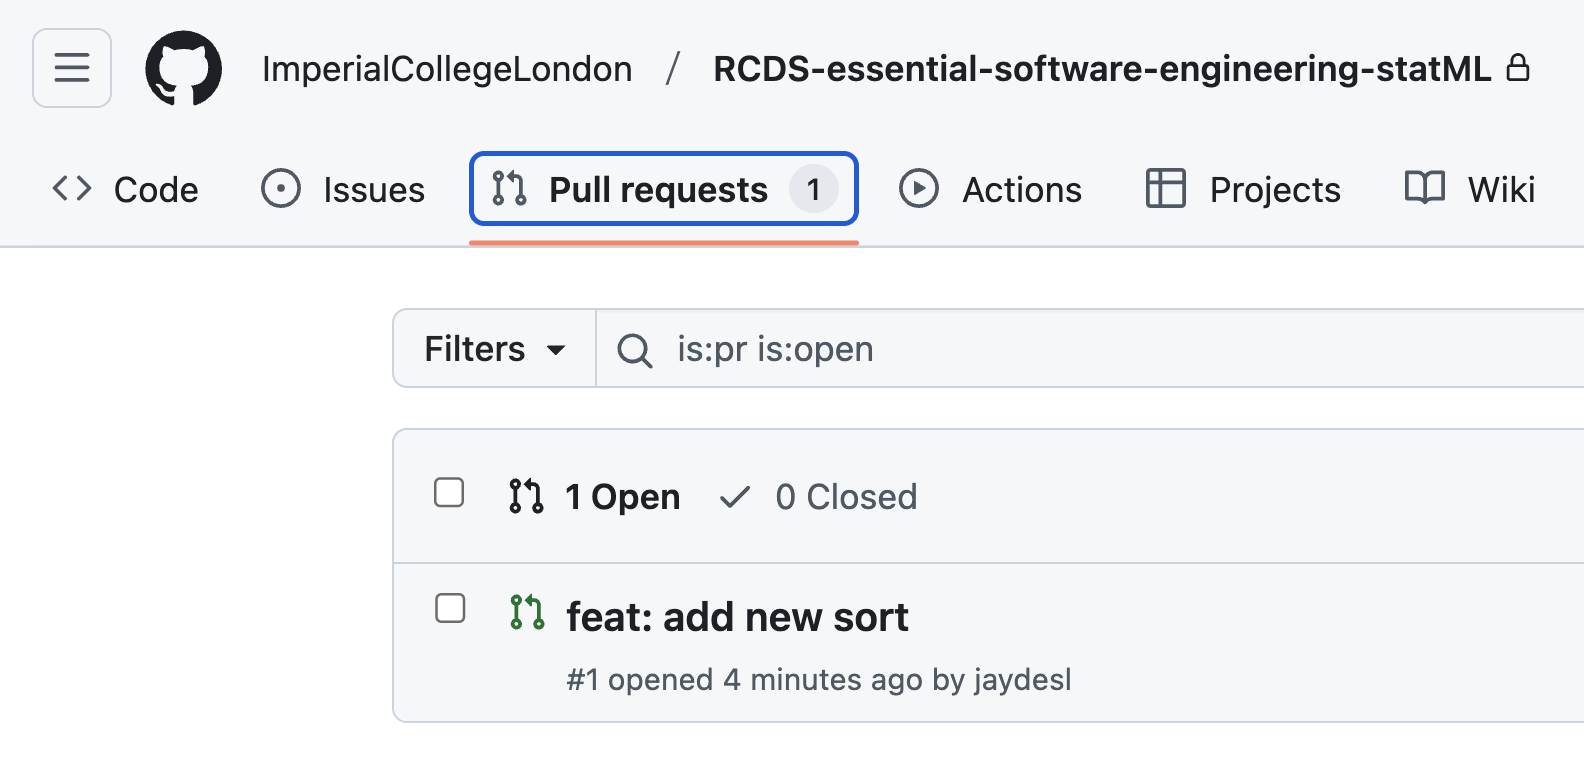 ImperialCollegeLondon / RCDS-essential-software-engineering-statML
Code Issues Pull requests 1 Actions Projects Wiki
Filters is:pr is:open
1 Open 0 Closed
feat: add new sort
#1 opened 4 minutes ago by jaydesl